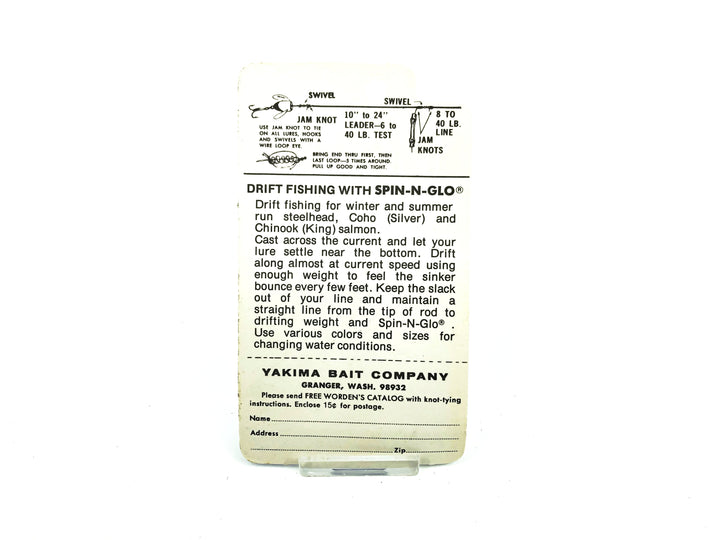 SWIVEL
SWIVEL
JAM KNOT
10" to 24"
LEADER—6 to
40 LB. TEST
8 TO
40 LB.
LINE
JAM
KNOTS
USE JAM KNOT TO TIE
ON ALL LURES, HOOKS
AND SWIVELS WITH A
WIRE LOOP EYE.
BRING END THRU FIRST, THEN
LAST LOOP—5 TIMES AROUND.
PULL UP GOOD AND TIGHT.
DRIFT FISHING WITH SPIN-N-GLO®
Drift fishing for winter and summer
run steelhead, Coho (Silver) and
Chinook (King) salmon.
Cast across the current and let your
lure settle near the bottom. Drift
along almost at current speed using
enough weight to feel the sinker
bounce every few feet. Keep the slack
out of your line and maintain a
straight line from the tip of rod to
drifting weight and Spin-N-Glo® .
Use various colors and sizes for
changing water conditions.
YAKIMA BAIT COMPANY
GRANGER, WASH. 98932
Please send FREE WORDEN'S CATALOG with knot-tying
instructions. Enclose 15¢ for postage.
Name
Address
Zip